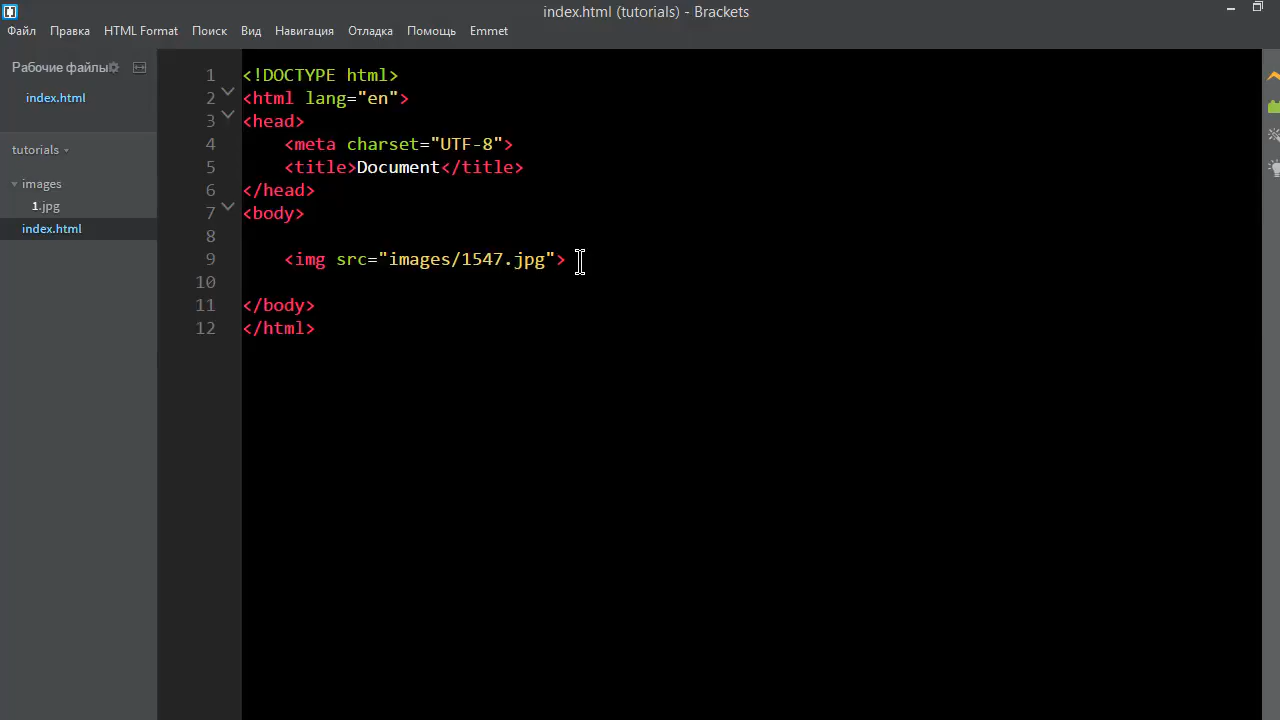 index.html (tutorials) - Brackets
Файл Правка HTML Format Поиск Вид Навигация Отладка Помощь Emmet
Рабочие файлы
index.html
tutorials
images
1.jpg
index.html
1 <!DOCTYPE html>
2 <html lang="en">
3 <head>
4     <meta charset="UTF-8">
5     <title>Document</title>
6 </head>
7 <body>
8
9     <img src="images/1547.jpg">
10
11 </body>
12 </html>